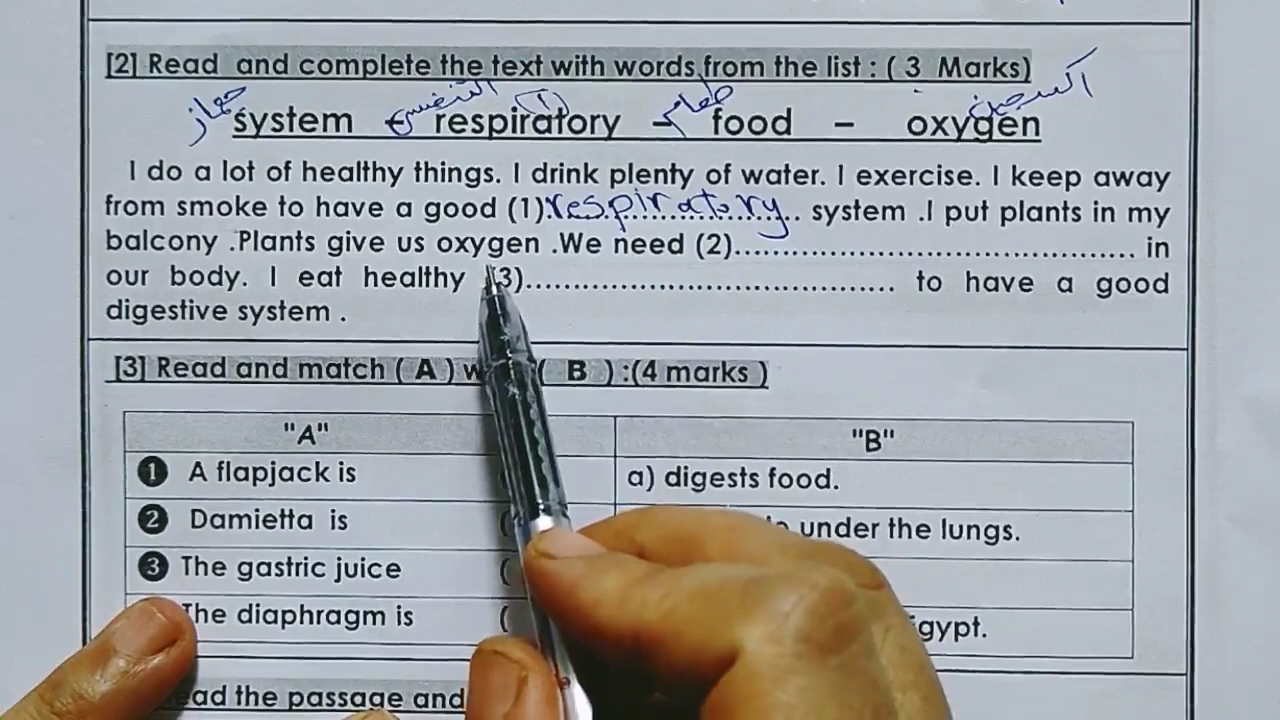 [2] Read and complete the text with words from the list : ( 3 Marks)
جهاز التنفسي (1) طعام اكسجين
system – respiratory – food – oxygen
I do a lot of healthy things. I drink plenty of water. I exercise. I keep away
from smoke to have a good (1).respiratory.. system .I put plants in my
balcony .Plants give us oxygen .We need (2)........................................ in
our body. I eat healthy (3)..................................... to have a good
digestive system .
[3] Read and match ( A ) ( B ) :(4 marks )
"A" "B"
1 A flapjack is a) digests food.
2 Damietta is ( under the lungs.
3 The gastric juice (
The diaphragm is ( gypt.
ead the passage and